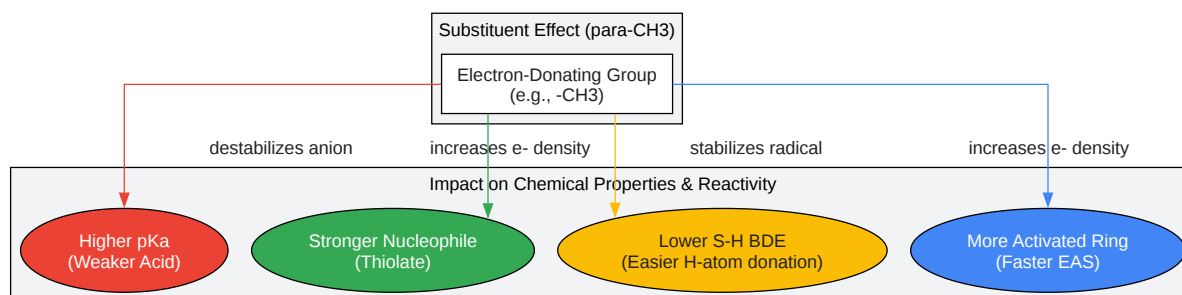 Substituent Effect (para-CH3)
Electron-Donating Group
(e.g., -CH3)
destabilizes anion
increases e- density
stabilizes radical
increases e- density
Impact on Chemical Properties & Reactivity
Higher pKa
(Weaker Acid)
Stronger Nucleophile
(Thiolate)
Lower S-H BDE
(Easier H-atom donation)
More Activated Ring
(Faster EAS)